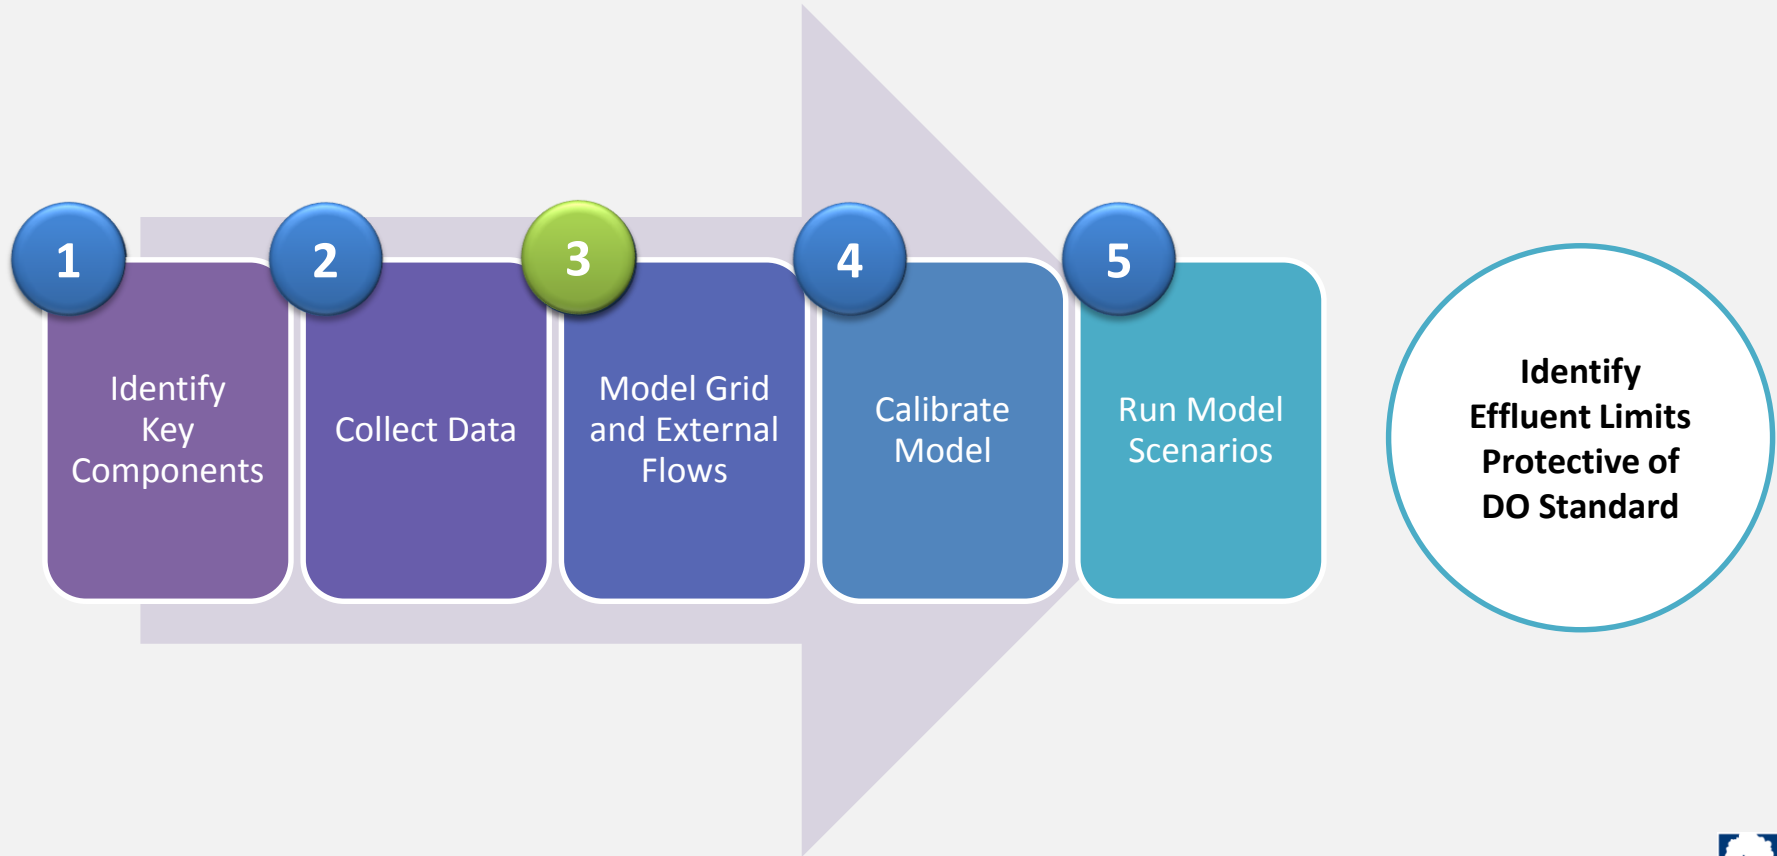 1
Identify
Key
Components
2
Collect Data
3
Model Grid
and External
Flows
4
Calibrate
Model
5
Run Model
Scenarios
Identify
Effluent Limits
Protective of
DO Standard